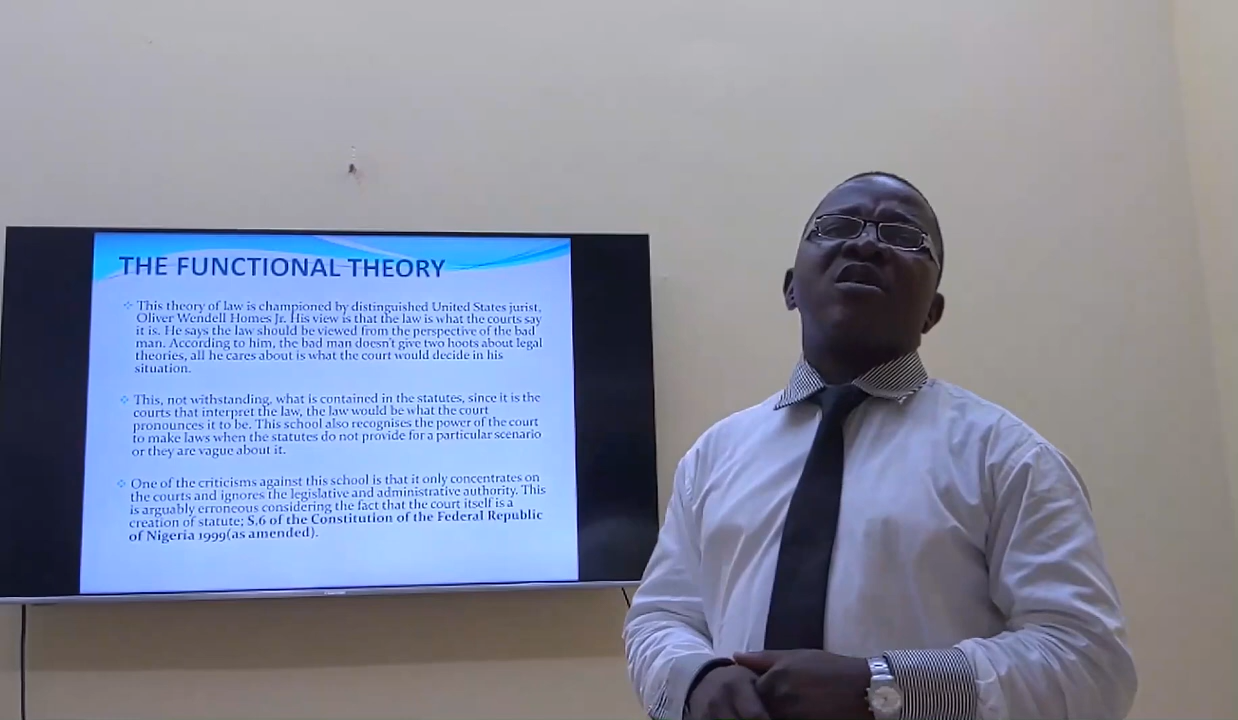 THE FUNCTIONAL THEORY
This theory of law is championed by distinguished United States jurist,
Oliver Wendell Homes Jr. His view is that the law is what the courts say
it is. He says the law should be viewed from the perspective of the bad
man. According to him, the bad man doesn't give two hoots about legal
theories, all he cares about is what the court would decide in his
situation.
This, not withstanding, what is contained in the statutes, since it is the
courts that interpret the law, the law would be what the court
pronounces it to be. This school also recognises the power of the court
to make laws when the statutes do not provide for a particular scenario
or they are vague about it.
One of the criticisms against this school is that it only concentrates on
the courts and ignores the legislative and administrative authority. This
is arguably erroneous considering the fact that the court itself is a
creation of statute; S.6 of the Constitution of the Federal Republic
of Nigeria 1999(as amended).